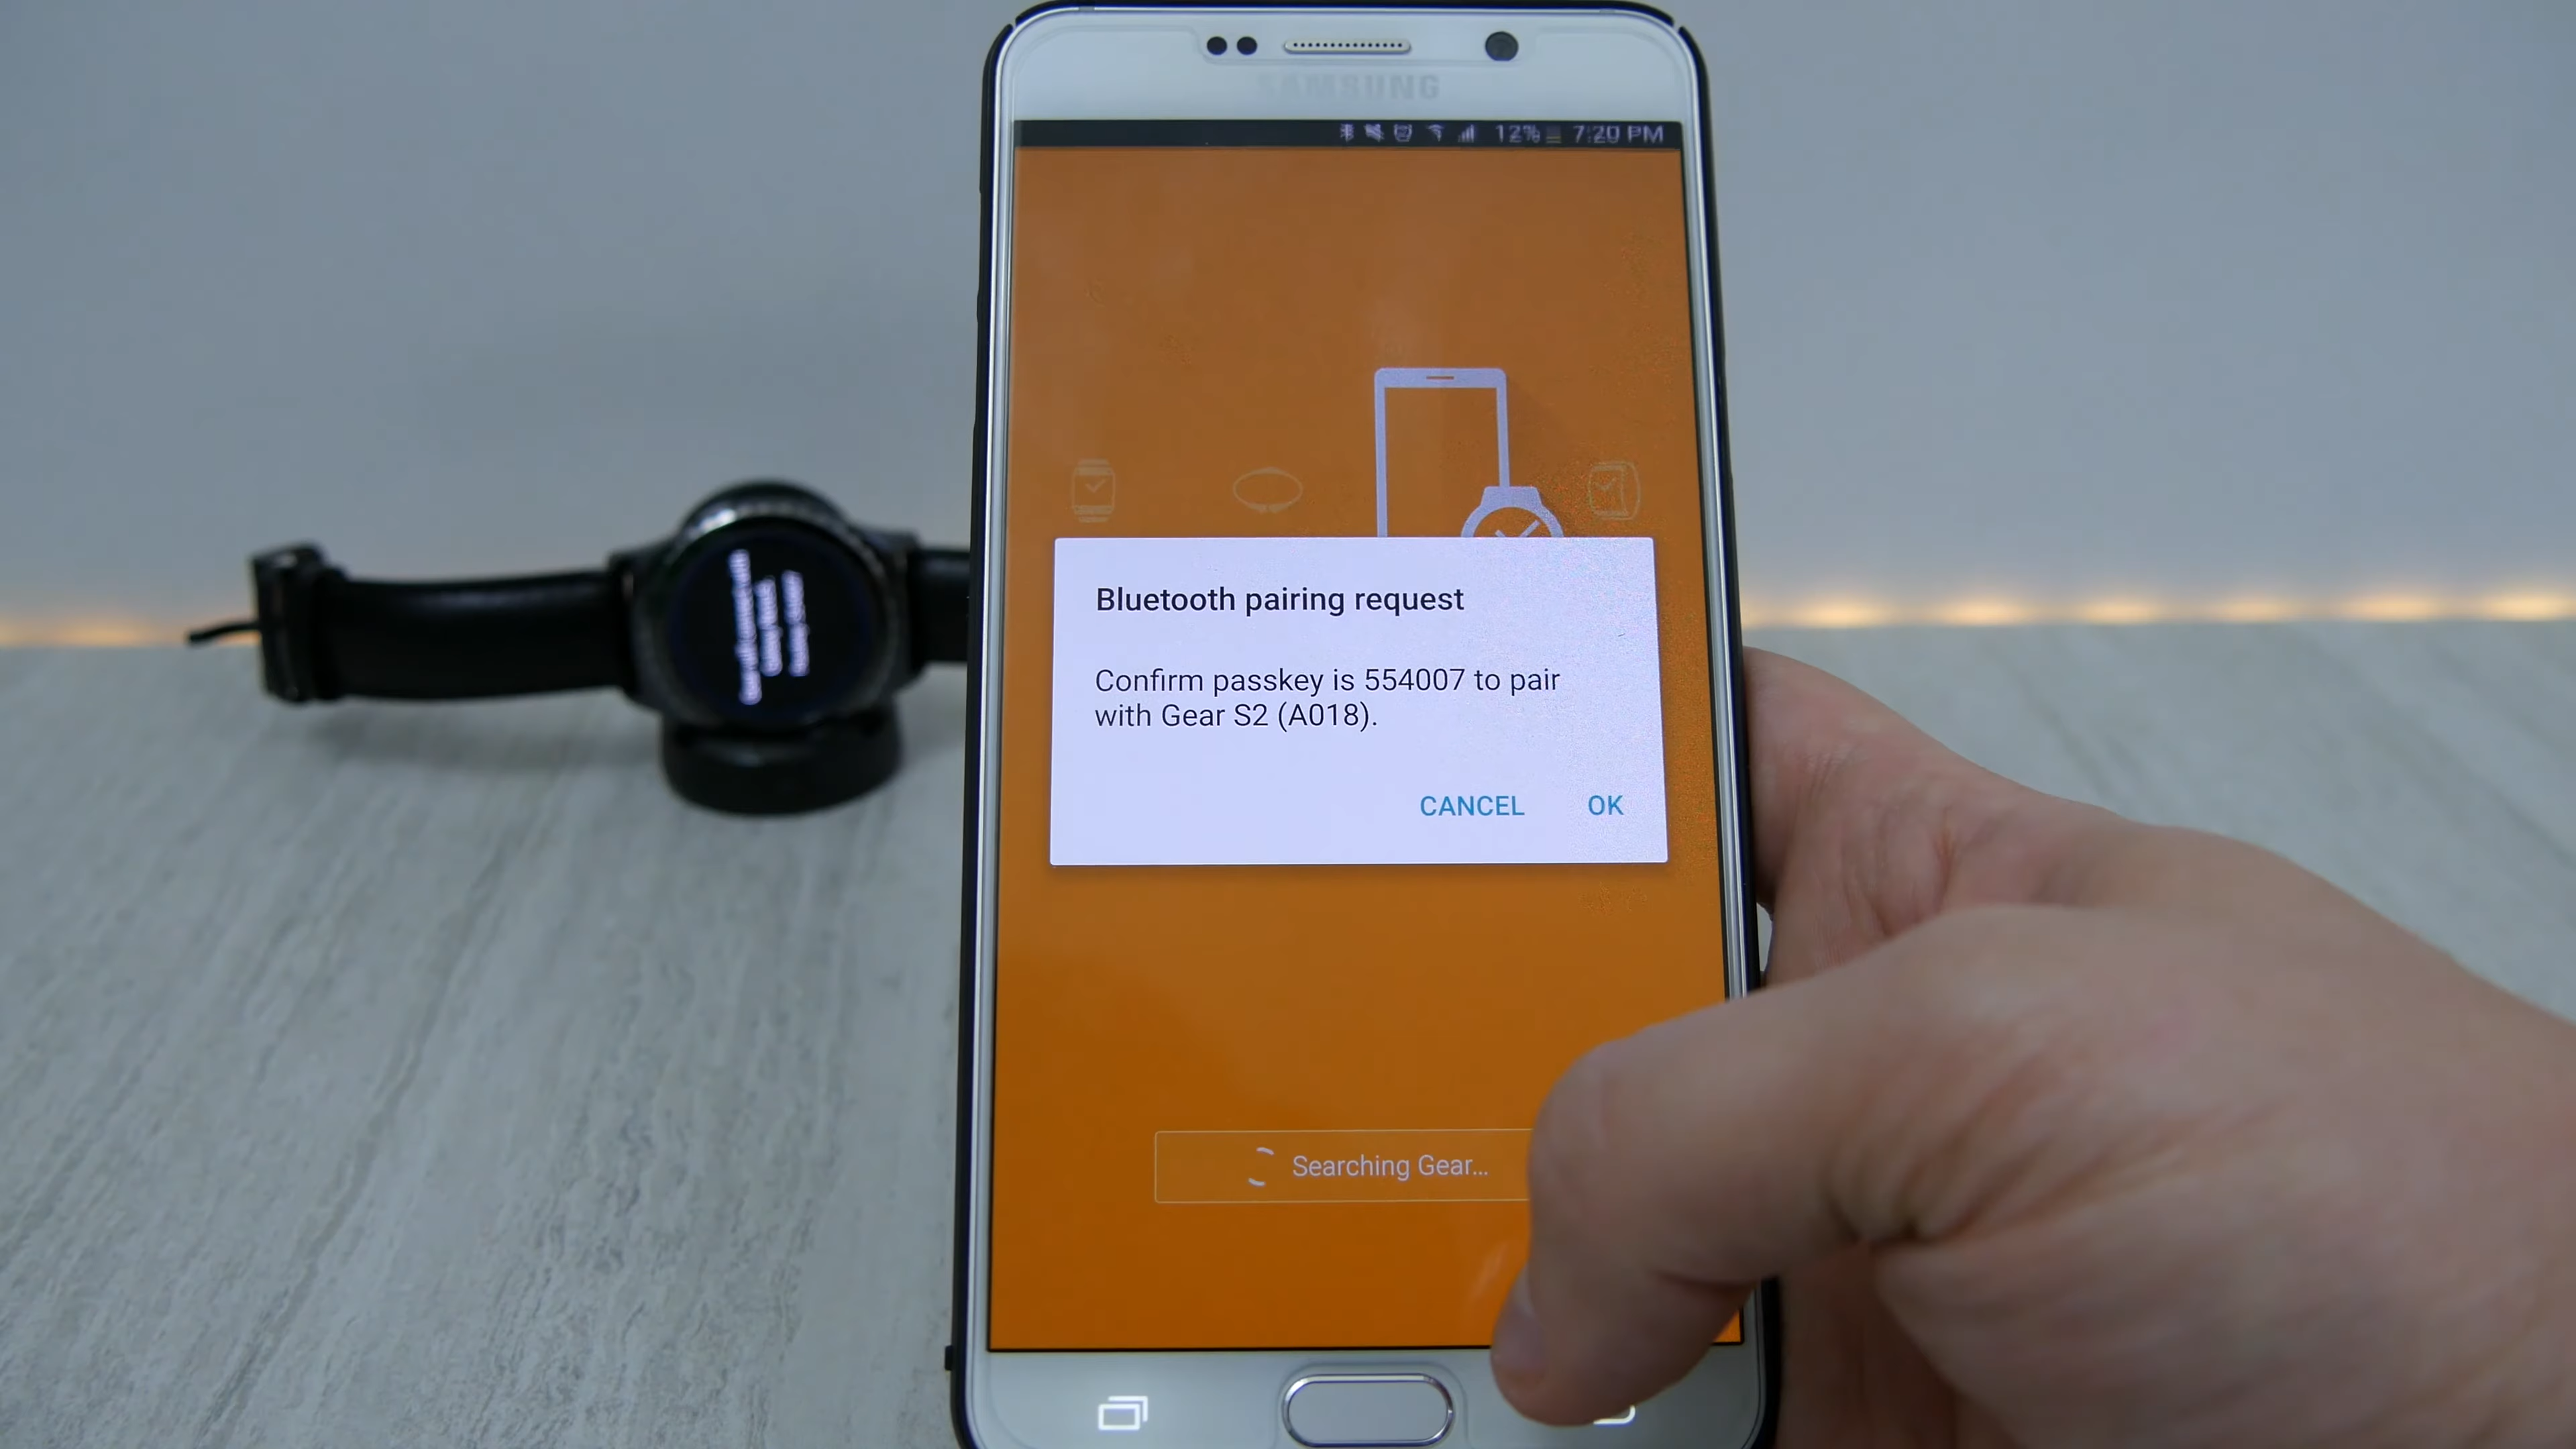 SAMSUNG
12% 7:20 PM
Bluetooth pairing request
Confirm passkey is 554007 to pair
with Gear S2 (A018).
CANCEL OK
Searching Gear...